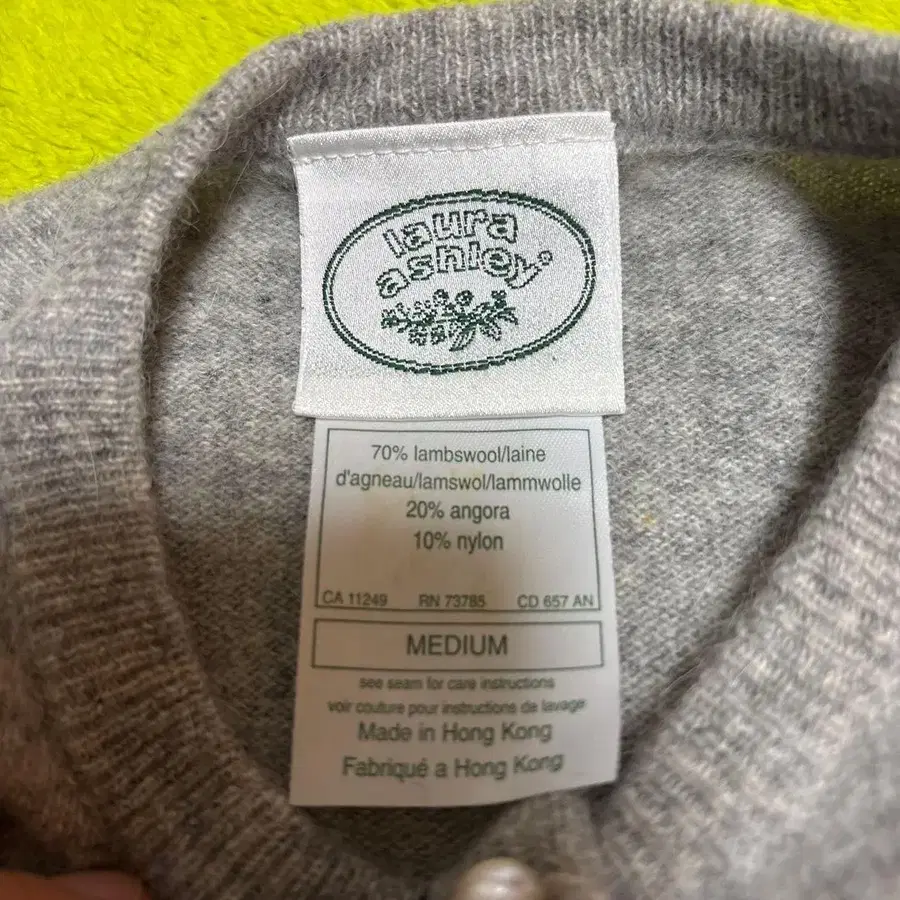 laura
ashley®
70% lambswool/laine
d'agneau/lamswol/lammwolle
20% angora
10% nylon
CA 11249 RN 73785 CD 657 AN
MEDIUM
see seam for care instructions
voir couture pour instructions de lavage
Made in Hong Kong
Fabriqué a Hong Kong